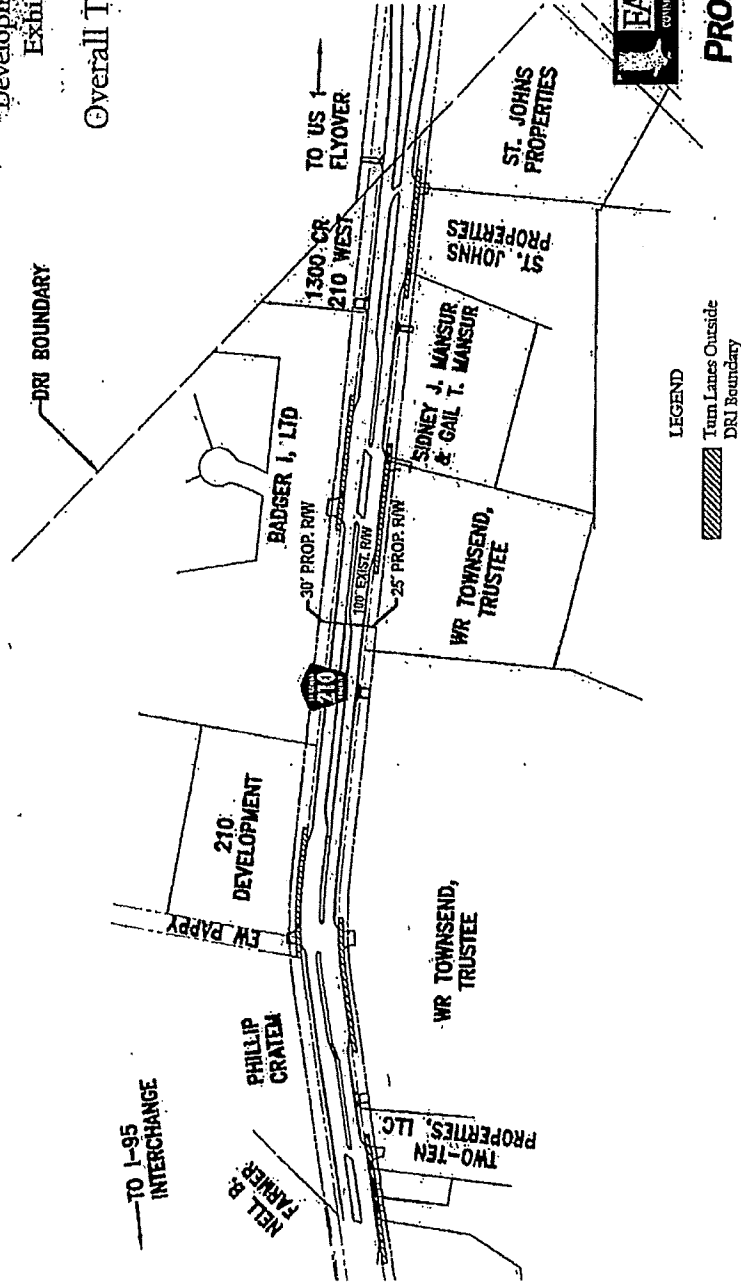 Overall T
Exhi
DRI BOUNDARY
TO I-95
INTERCHANGE
TO US 1
FLYOVER
NELL B.
FARMER
PHILLIP
CRATEM
EW PAPPY
210
DEVELOPMENT
BADGER I, LTD
1300 CR
210 WEST
30' PROP. R/W
100' EXIST. R/W
25' PROP. R/W
210
TWO-TEN
PROPERTIES, LLC
WR TOWNSEND,
TRUSTEE
WR TOWNSEND,
TRUSTEE
SIDNEY J. MANSUR
& GAIL T. MANSUR
ST. JOHNS
PROPERTIES
ST. JOHNS
PROPERTIES
LEGEND
Turn Lanes Outside
DRI Boundary
FA
PRO